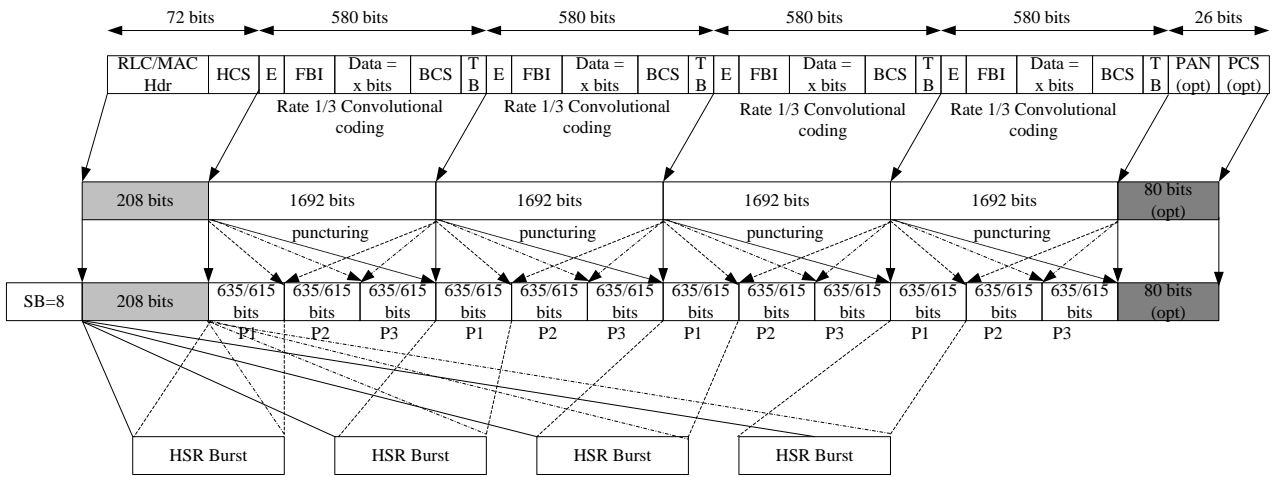 72 bits
580 bits
580 bits
580 bits
580 bits
26 bits
RLC/MAC
Hdr
HCS
E
FBI
Data =
x bits
BCS
T
B
E
FBI
Data =
x bits
BCS
T
B
E
FBI
Data =
x bits
BCS
T
B
E
FBI
Data =
x bits
BCS
T
B
PAN
(opt)
PCS
(opt)
Rate 1/3 Convolutional
coding
Rate 1/3 Convolutional
coding
Rate 1/3 Convolutional
coding
Rate 1/3 Convolutional
coding
208 bits
1692 bits
1692 bits
1692 bits
1692 bits
80 bits
(opt)
puncturing
puncturing
puncturing
puncturing
SB=8
208 bits
635/615
bits
P1
635/615
bits
P2
635/615
bits
P3
635/615
bits
P1
635/615
bits
P2
635/615
bits
P3
635/615
bits
P1
635/615
bits
P2
635/615
bits
P3
635/615
bits
P1
635/615
bits
P2
635/615
bits
P3
80 bits
(opt)
HSR Burst
HSR Burst
HSR Burst
HSR Burst